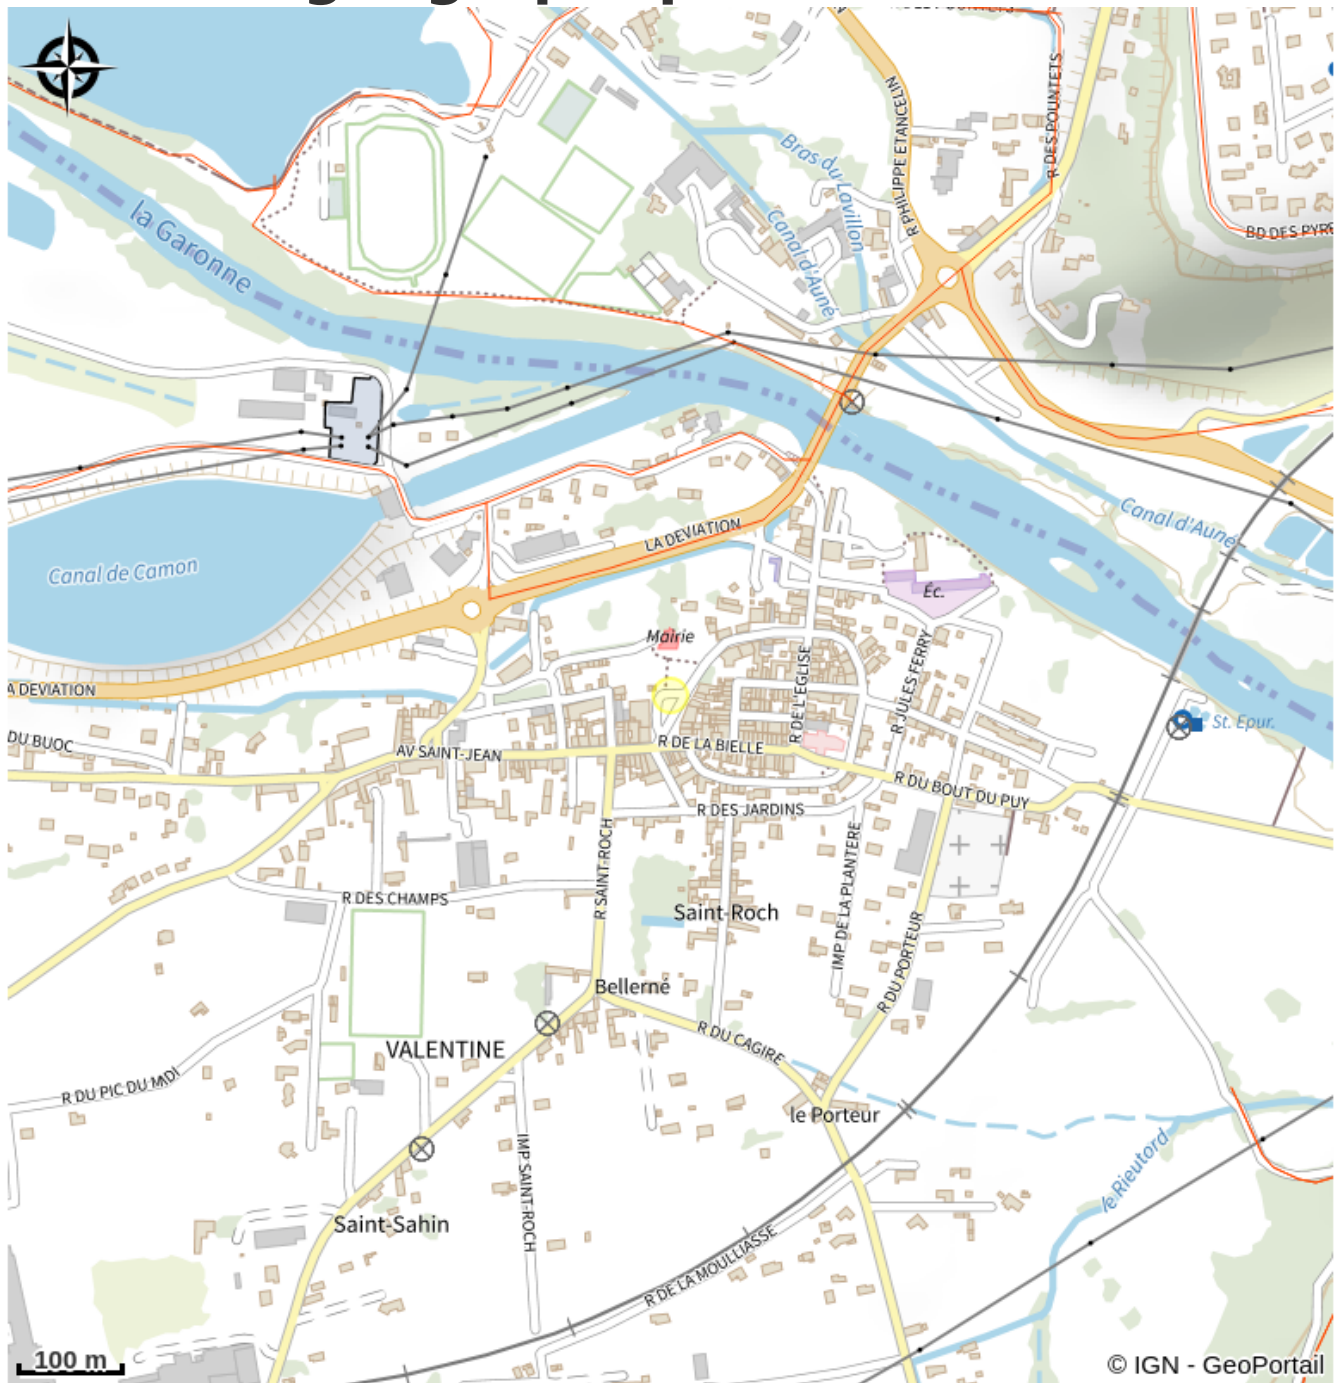 R PHILIPPE ETANCELIN
R DES POUNTETS
Bras du Lavillon
Canal d'Aune
la Garonne
BD DES PYR
Canal d'Aune
LA DEVIATION
Canal de Camon
Éc.
Mairie
R DE L'EGLISE
R JULES FERRY
A DEVIATION
St. Epur.
DU BUOC
AV SAINT-JEAN
R DE LA BIELLE
R DU BOUT DU PUY
R DES JARDINS
R SAINT-ROCH
IMP DE LA PLANTERE
R DES CHAMPS
Saint-Roch
R DU PORTEUR
Bellerné
R DU CAGIRE
VALENTINE
R DU PIC DU MIDI
le Porteur
IMP SAINT-ROCH
le Rieutord
Saint-Sahin
R DE LA MOULLIASSE
100 m
© IGN - GeoPortail